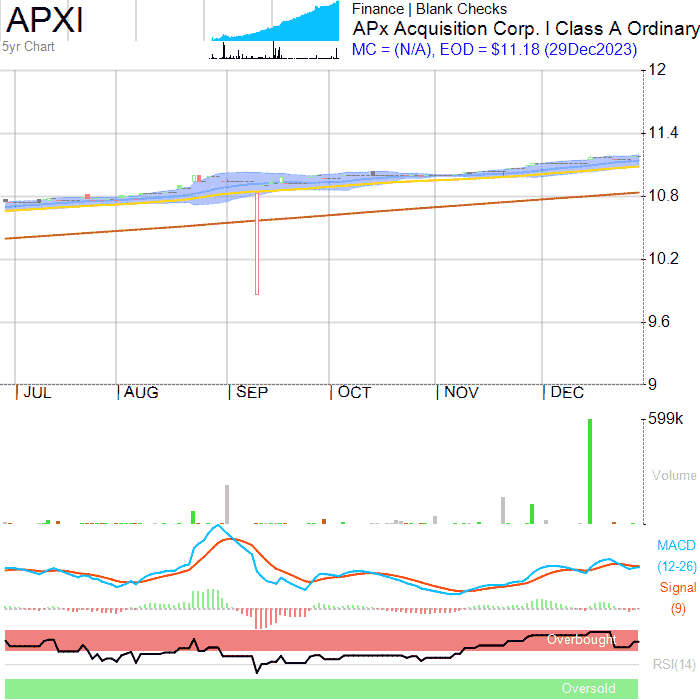 APXI
5yr Chart
Finance | Blank Checks
APx Acquisition Corp. I Class A Ordinary
MC = (N/A), EOD = $11.18 (29Dec2023)
12
11.4
10.8
10.2
9.6
9
JUL AUG SEP OCT NOV DEC
599k
Volume
MACD
(12-26)
Signal
(9)
Overbought
RSI(14)
Oversold